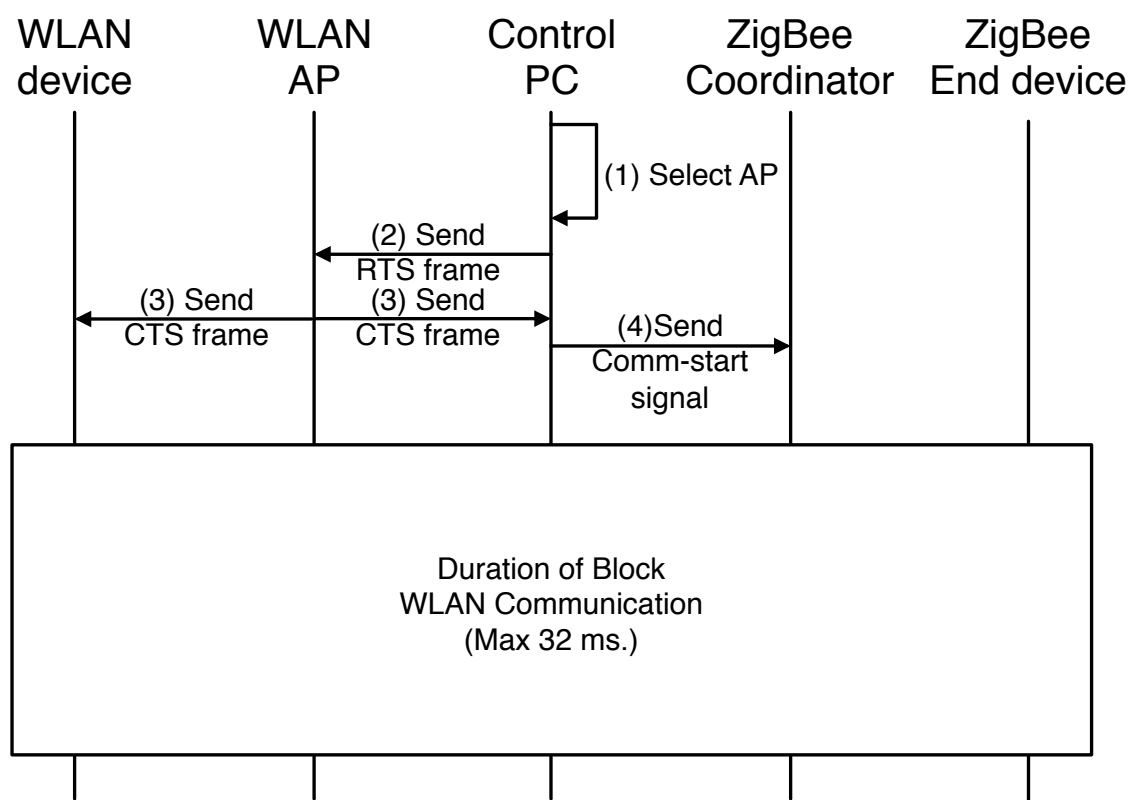 WLAN
device
WLAN
AP
Control
PC
ZigBee
Coordinator
ZigBee
End device
(1) Select AP
(2) Send
RTS frame
(3) Send
CTS frame
(3) Send
CTS frame
(4)Send
Comm-start
signal
Duration of Block
WLAN Communication
(Max 32 ms.)